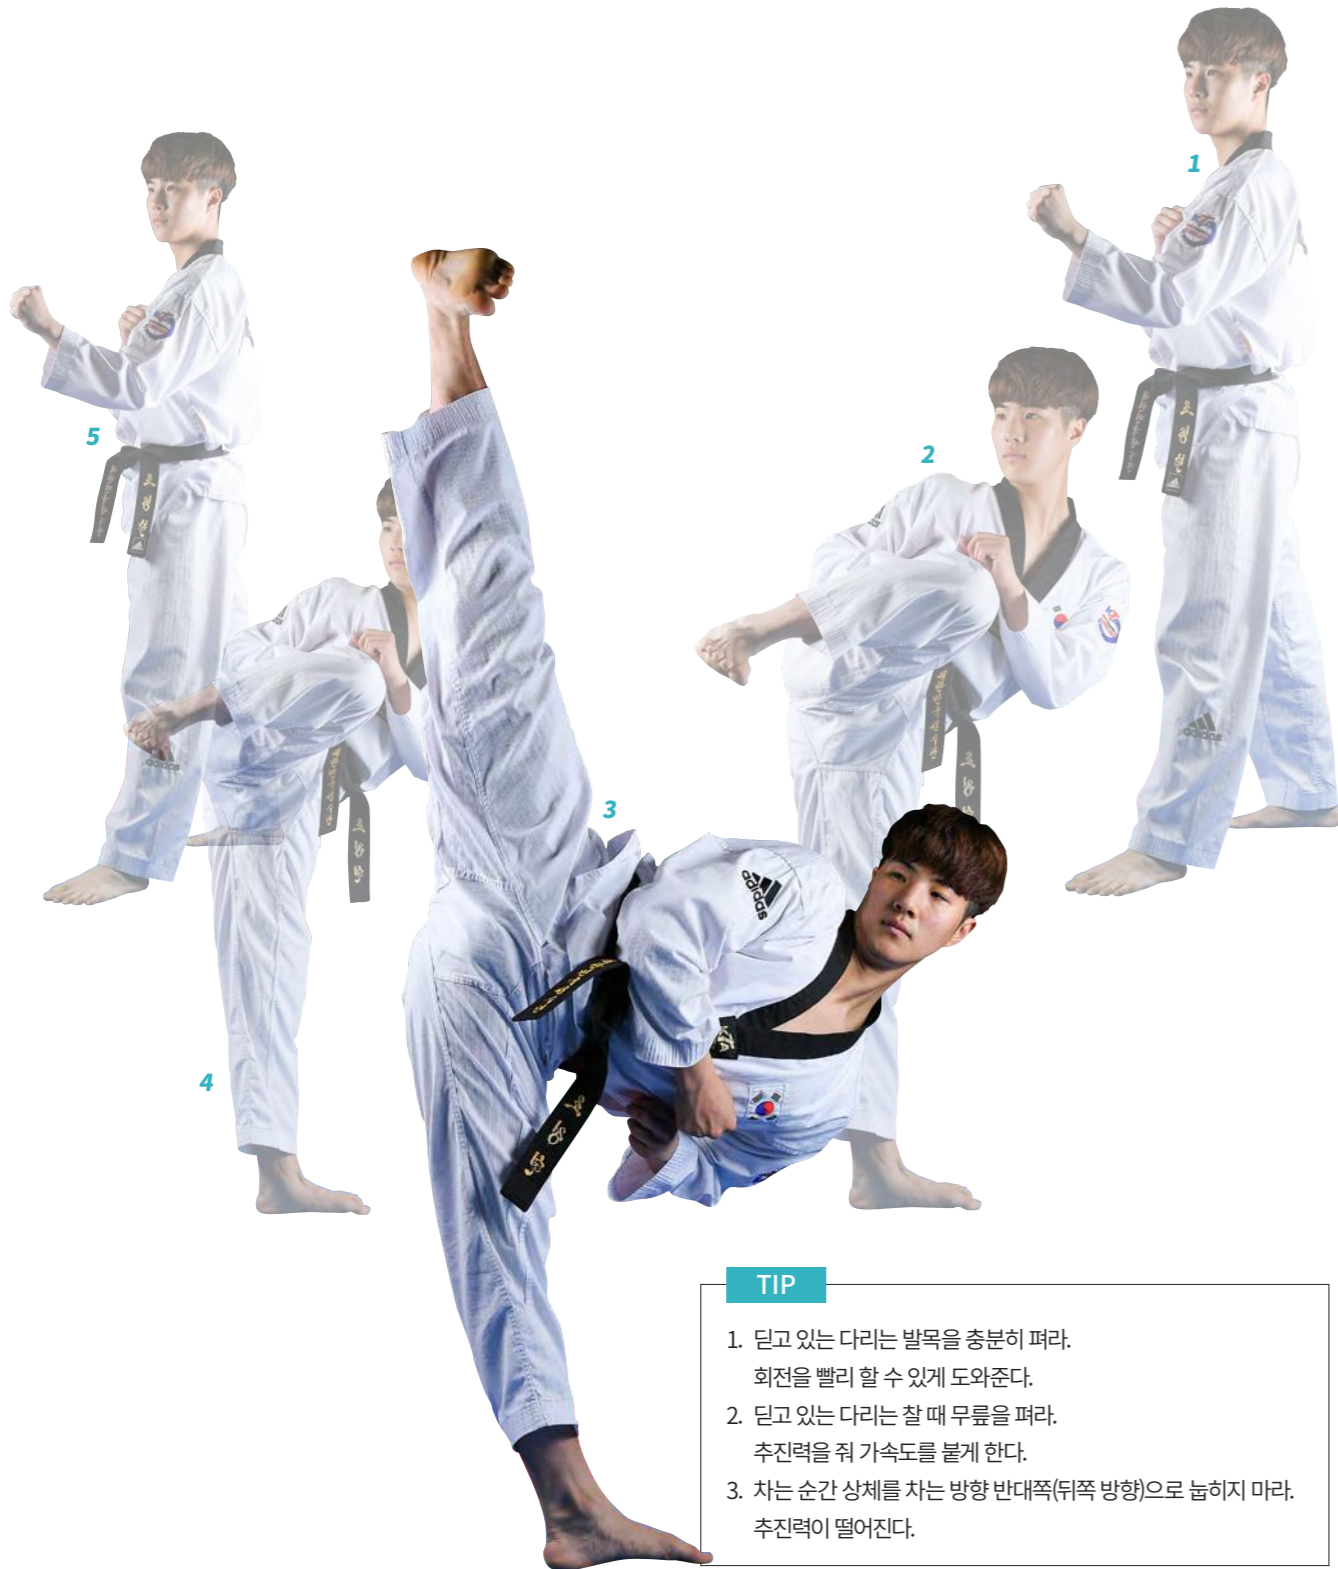 1
5
2
adidas
adidas
3
adidas
KTA
4
TIP
1. 딛고 있는 다리는 발목을 충분히 펴라.
회전을 빨리 할 수 있게 도와준다.
2. 딛고 있는 다리는 찰 때 무릎을 펴라.
추진력을 줘 가속도를 붙게 한다.
3. 차는 순간 상체를 차는 방향 반대쪽(뒤쪽 방향)으로 눕히지 마라.
추진력이 떨어진다.